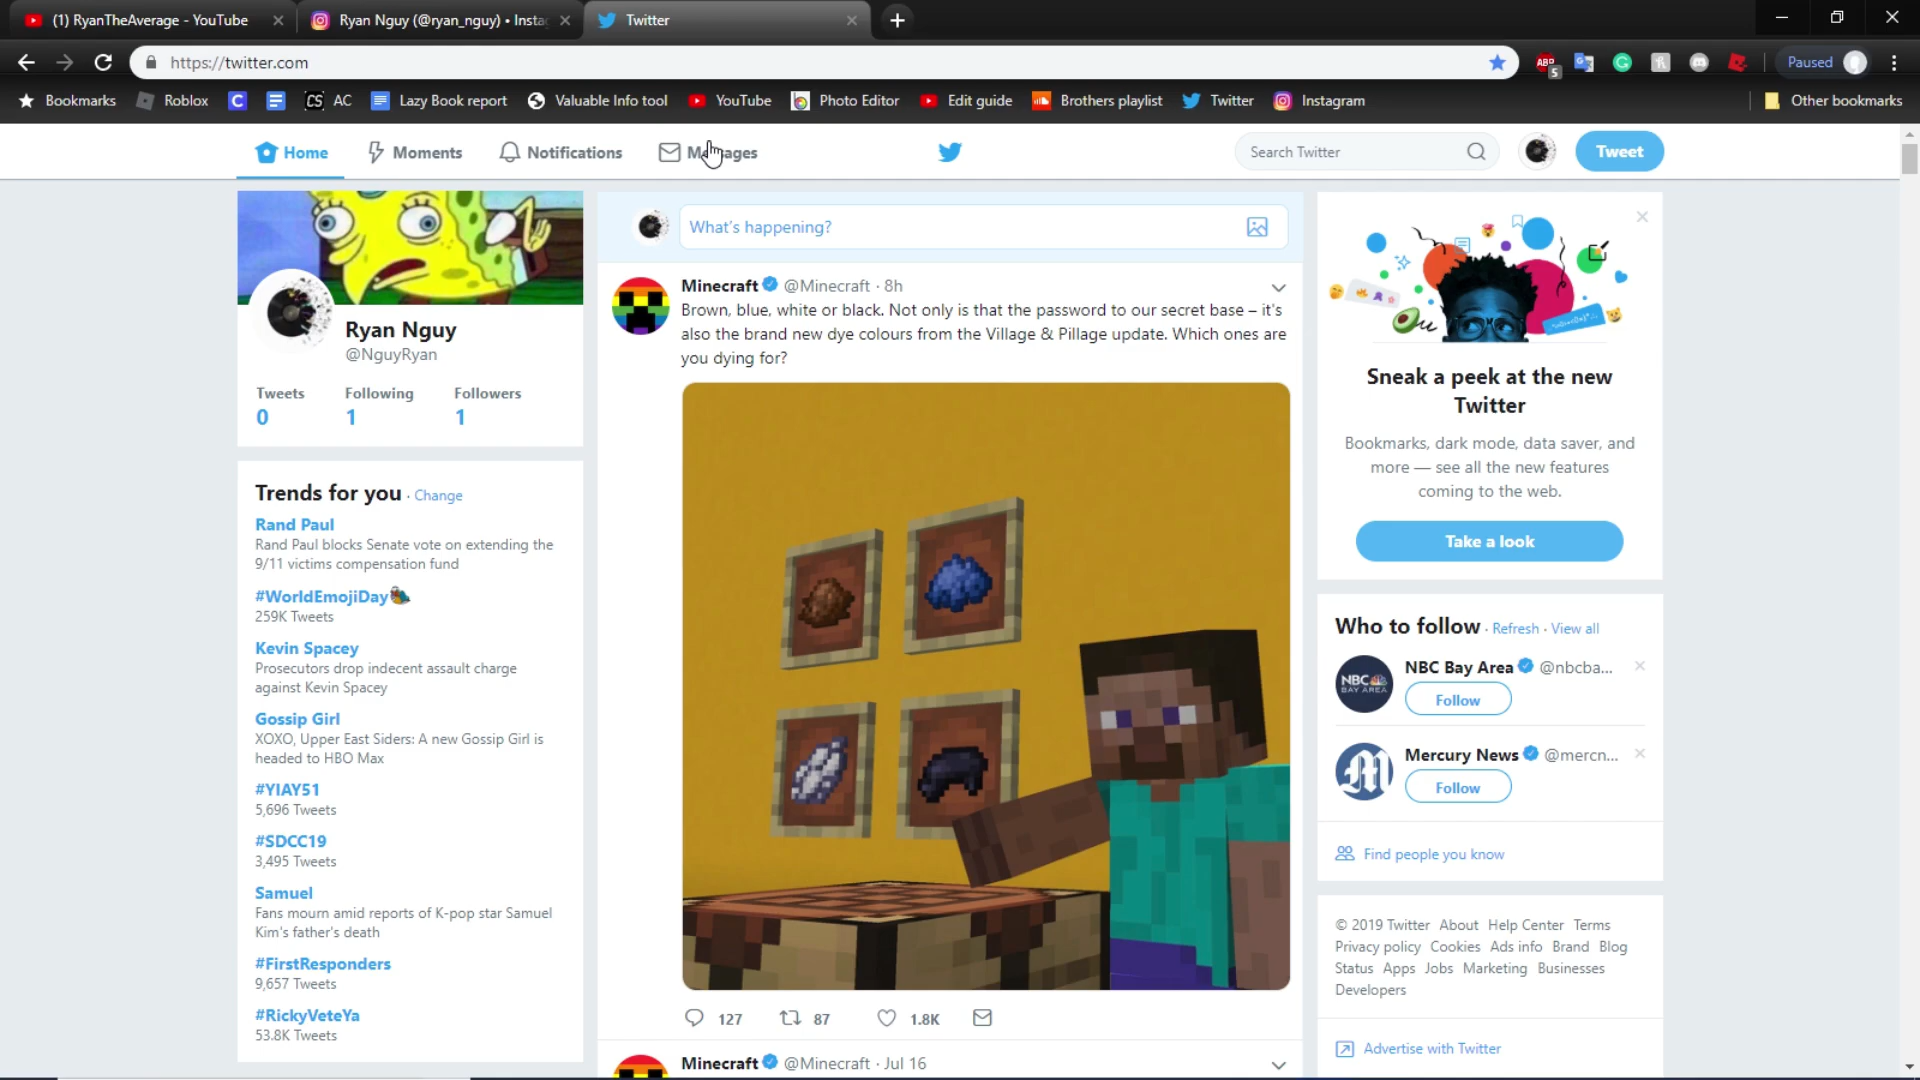 (1) RyanTheAverage - YouTube
Ryan Nguy (@ryan_nguy) • Insta
Twitter
https://twitter.com
ABP
5
Paused
Bookmarks
Roblox
C
CS AC
Lazy Book report
Valuable Info tool
YouTube
Photo Editor
Edit guide
Brothers playlist
Twitter
Instagram
Other bookmarks
Home
Moments
Notifications
Search Twitter
Tweet
Ryan Nguy
@NguyRyan
Tweets Following Followers
0 1 1
Trends for you · Change
Rand Paul
Rand Paul blocks Senate vote on extending the
9/11 victims compensation fund
#WorldEmojiDay
259K Tweets
Kevin Spacey
Prosecutors drop indecent assault charge
against Kevin Spacey
Gossip Girl
XOXO, Upper East Siders: A new Gossip Girl is
headed to HBO Max
#YIAY51
5,696 Tweets
#SDCC19
3,495 Tweets
Samuel
Fans mourn amid reports of K-pop star Samuel
Kim's father's death
#FirstResponders
9,657 Tweets
#RickyVeteYa
53.8K Tweets
What's happening?
Minecraft @Minecraft · 8h
Brown, blue, white or black. Not only is that the password to our secret base – it's
also the brand new dye colours from the Village & Pillage update. Which ones are
you dying for?
127 87 1.8K
Minecraft @Minecraft · Jul 16
Sneak a peek at the new
Twitter
Bookmarks, dark mode, data saver, and
more — see all the new features
coming to the web.
Take a look
Who to follow · Refresh · View all
NBC
BAY AREA
NBC Bay Area @nbcba...
Follow
M
Mercury News @mercn...
Follow
Find people you know
© 2019 Twitter About Help Center Terms
Privacy policy Cookies Ads info Brand Blog
Status Apps Jobs Marketing Businesses
Developers
Advertise with Twitter